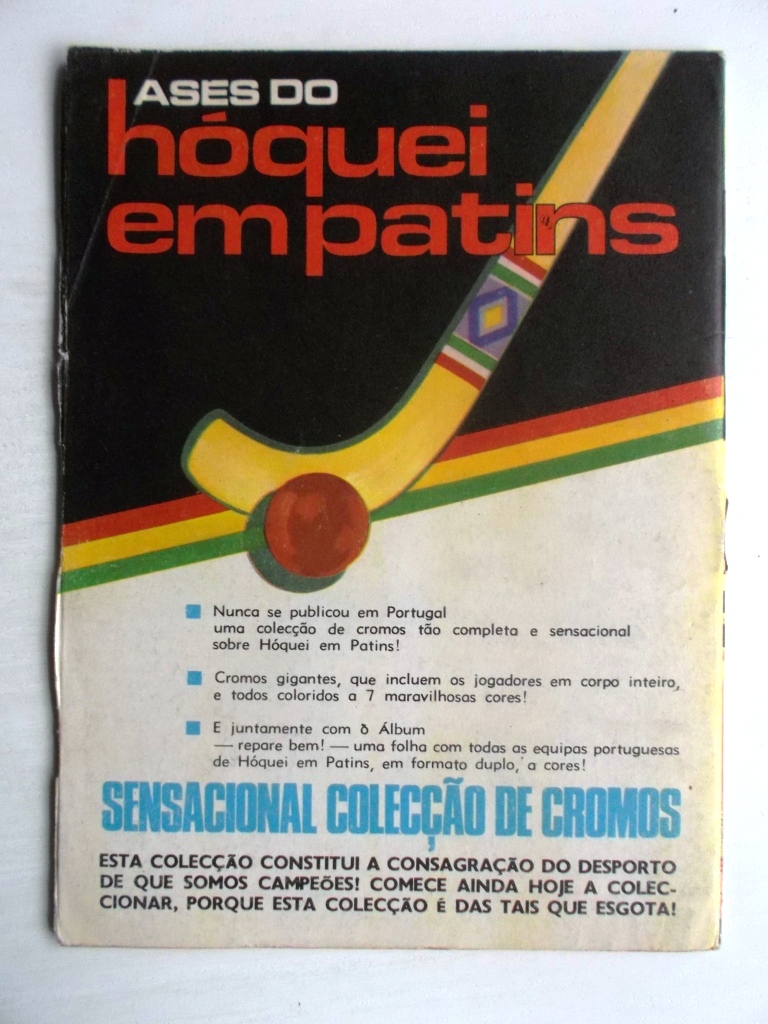 ASES DO
hóquei
em patins
Nunca se publicou em Portugal
uma colecção de cromos tão completa e sensacional
sobre Hóquei em Patins!
Cromos gigantes, que incluem os jogadores em corpo inteiro,
e todos coloridos a 7 maravilhosas cores!
E juntamente com o Álbum
— repare bem! — uma folha com todas as equipas portuguesas
de Hóquei em Patins, em formato duplo, a cores!
SENSACIONAL COLECÇÃO DE CROMOS
ESTA COLECÇÃO CONSTITUI A CONSAGRAÇÃO DO DESPORTO
DE QUE SOMOS CAMPEÕES! COMECE AINDA HOJE A COLEC-
CIONAR, PORQUE ESTA COLECÇÃO É DAS TAIS QUE ESGOTA!